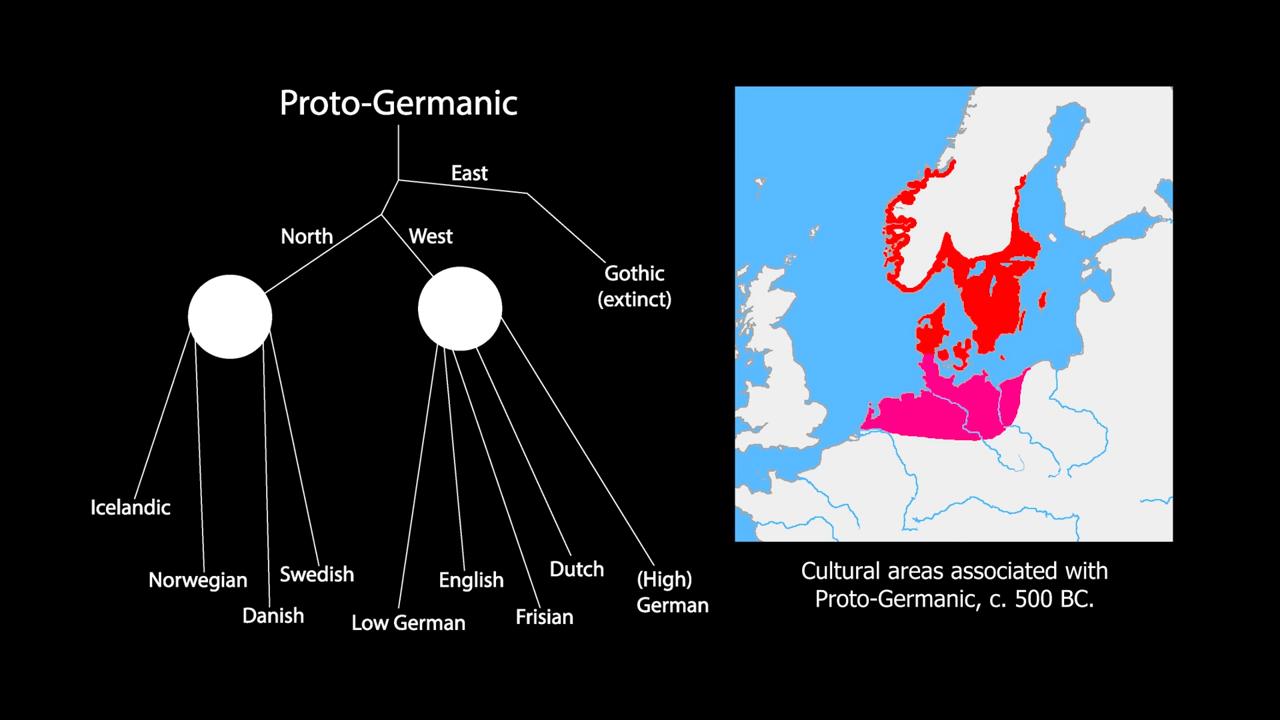 Proto-Germanic
East
North
West
Gothic
(extinct)
Icelandic
Norwegian
Swedish
Danish
Low German
English
Frisian
Dutch
(High)
German
Cultural areas associated with
Proto-Germanic, c. 500 BC.